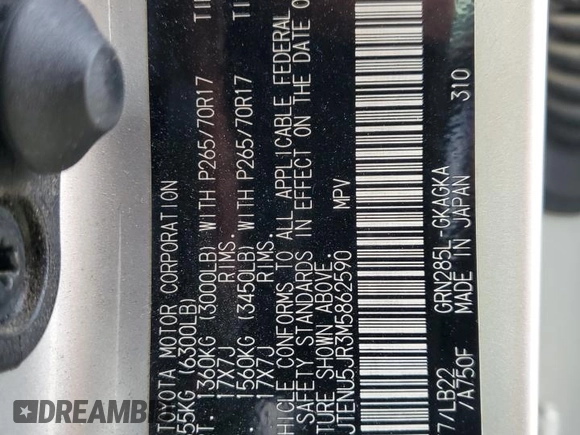 TOYOTA MOTOR CORPORATION
55KG (6300LB)
1360KG (3000LB) WITH P265/70R17
17X7J RIMS.
1560KG (3450LB) WITH P265/70R17
17X7J RIMS.
HICLE CONFORMS TO ALL APPLICABLE FEDERAL
SAFETY STANDARDS IN EFFECT ON THE DATE O
TURE SHOWN ABOVE.
JTENU5JR3M5862590 MPV
7/LB22 GRN285L-GKAGKA
/A750F MADE IN JAPAN 310
DREAMBID
DREAMBID